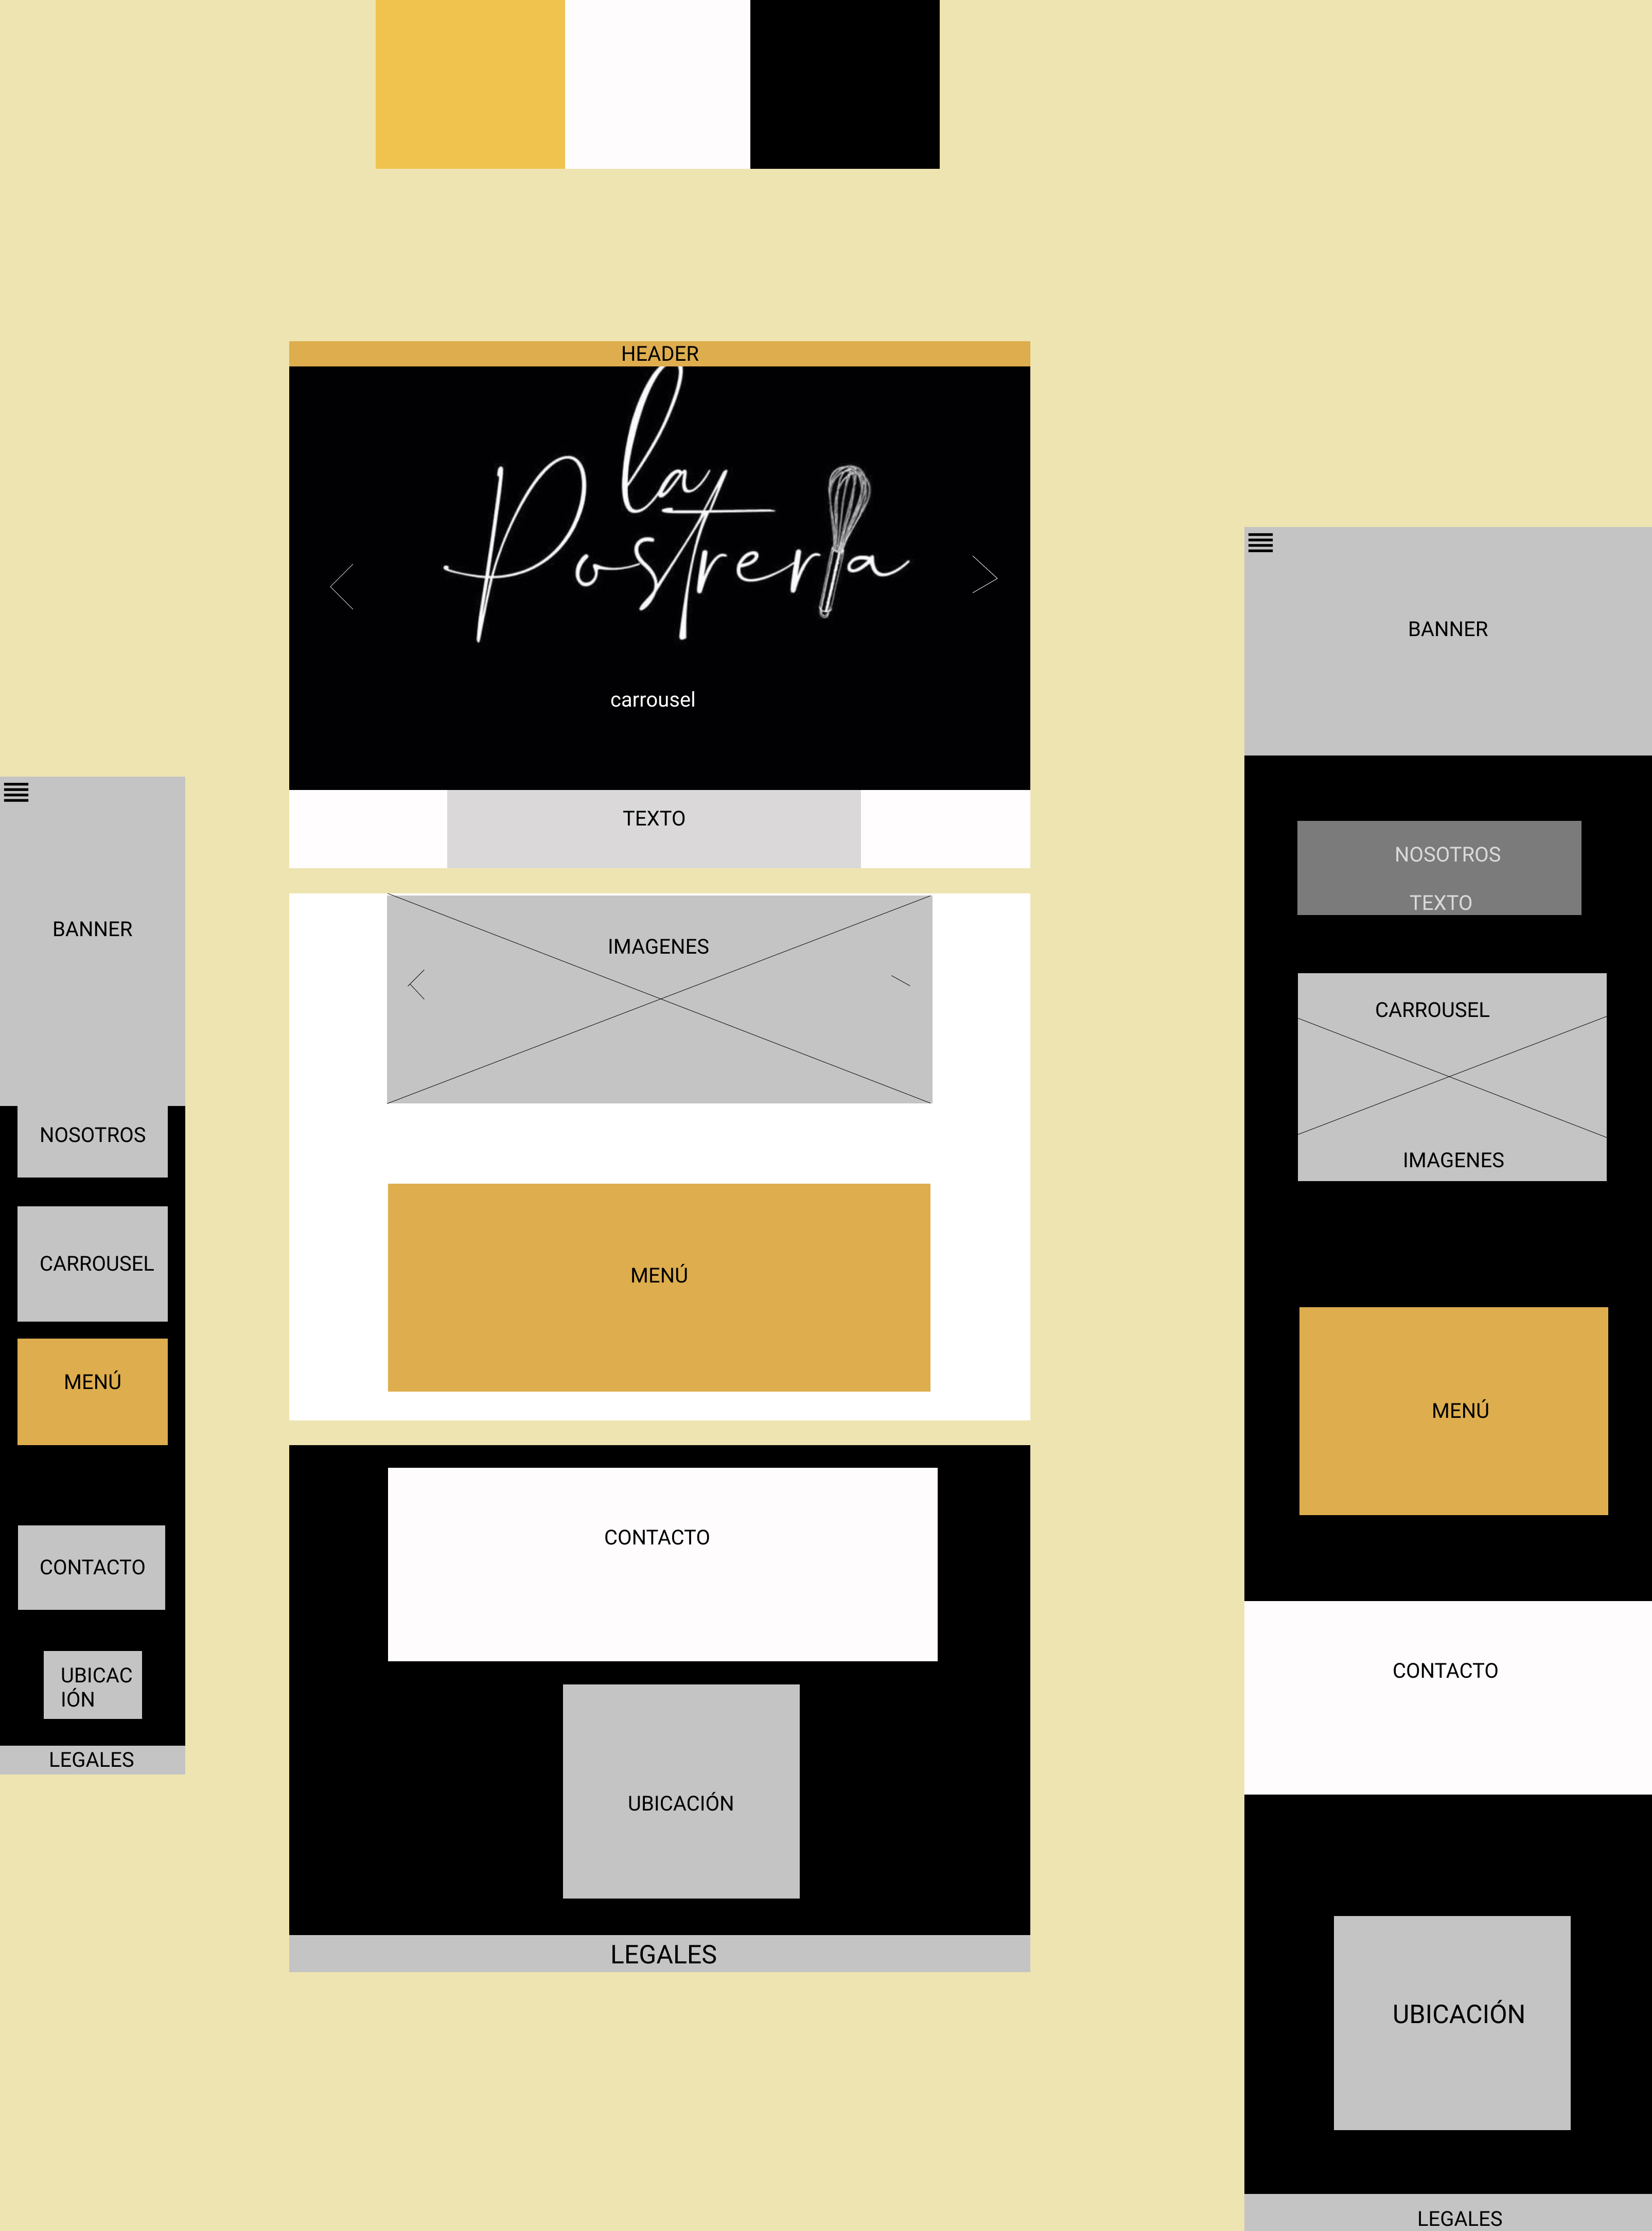 HEADER
la
Postreria
carrousel
TEXTO
IMAGENES
MENÚ
CONTACTO
UBICACIÓN
LEGALES
BANNER
NOSOTROS
CARROUSEL
MENÚ
CONTACTO
UBICAC
IÓN
LEGALES
BANNER
NOSOTROS
TEXTO
CARROUSEL
IMAGENES
MENÚ
CONTACTO
UBICACIÓN
LEGALES